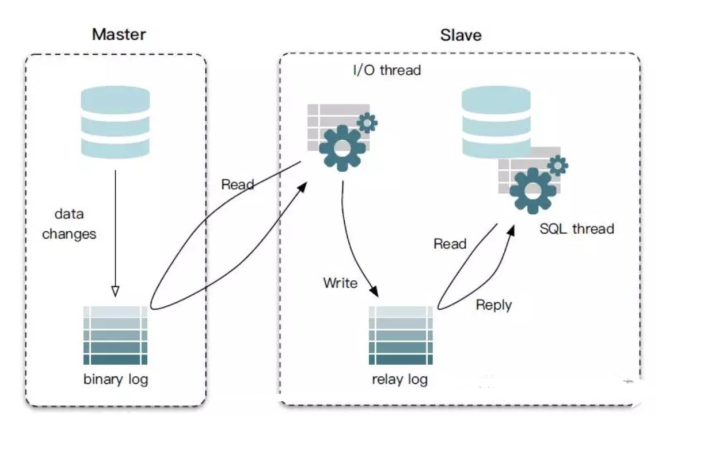 Master
Slave
I/O thread
Read
data
changes
SQL thread
Read
Write
Reply
binary log
relay log